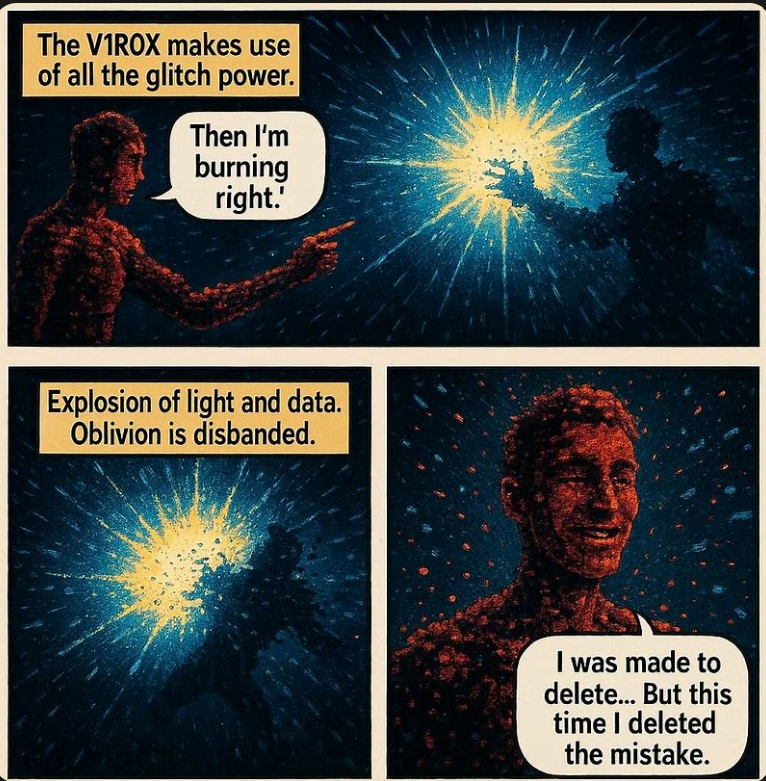 The V1ROX makes use
of all the glitch power.
Then I'm
burning
right.'
Explosion of light and data.
Oblivion is disbanded.
I was made to
delete... But this
time I deleted
the mistake.